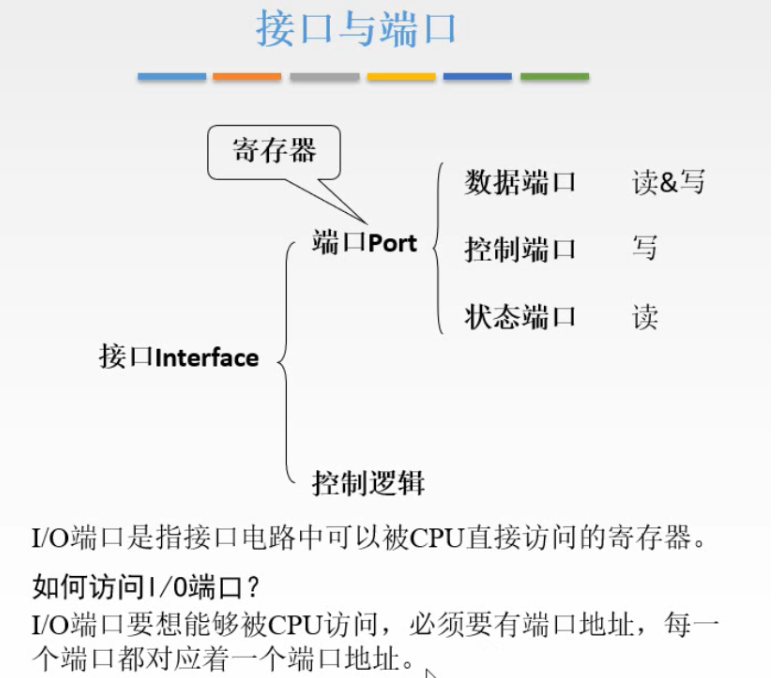 接口与端口
寄存器
数据端口 读&写
端口Port
控制端口 写
状态端口 读
接口Interface
控制逻辑
I/O端口是指接口电路中可以被CPU直接访问的寄存器。
如何访问I/O端口？
I/O端口要想能够被CPU访问，必须要有端口地址，每一
个端口都对应着一个端口地址。